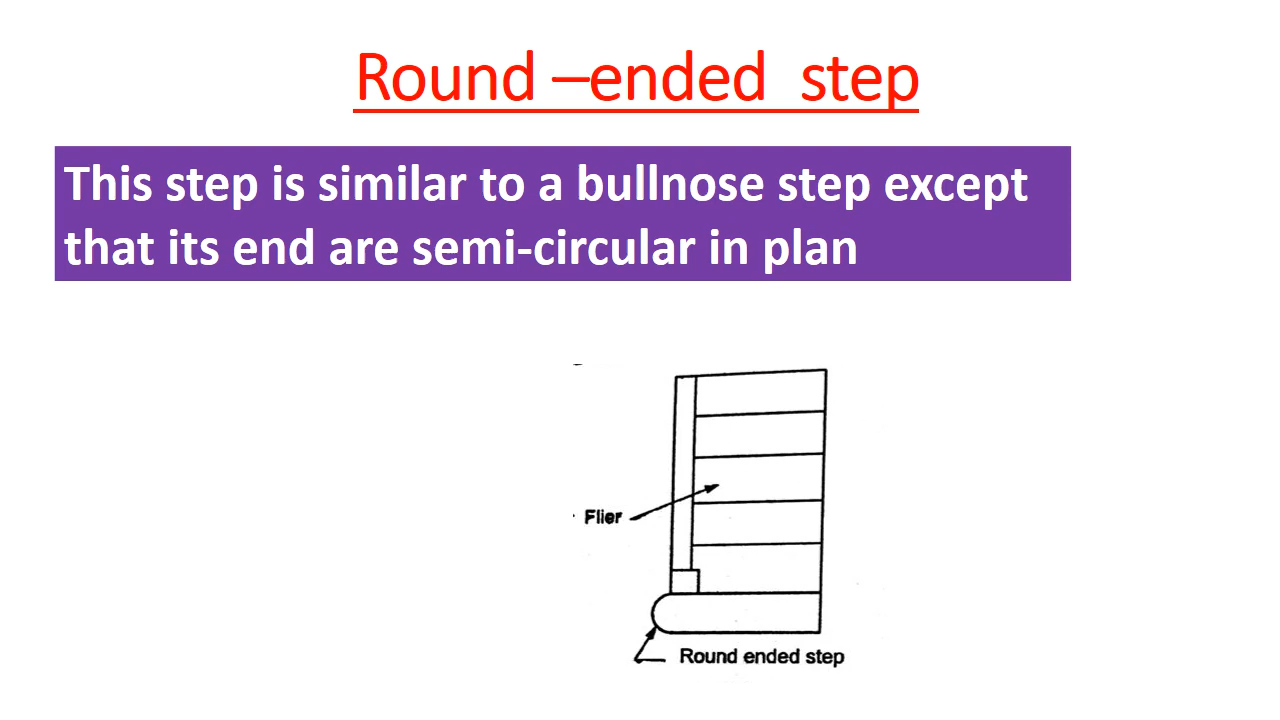 Round –ended step
This step is similar to a bullnose step except
that its end are semi-circular in plan
Flier
Round ended step